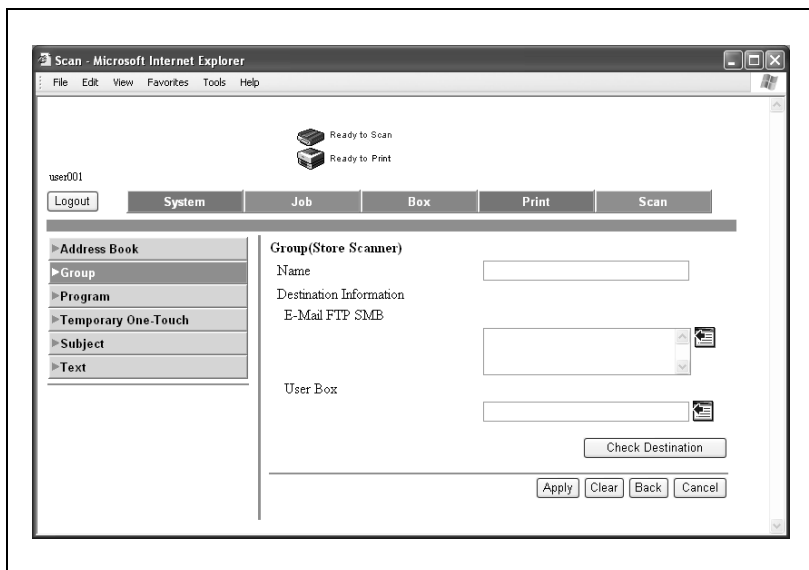 Scan - Microsoft Internet Explorer
File Edit View Favorites Tools Help
Ready to Scan
Ready to Print
user001
Logout System Job Box Print Scan
Address Book
Group
Program
Temporary One-Touch
Subject
Text
Group(Store Scanner)
Name
Destination Information
E-Mail FTP SMB
User Box
Check Destination
Apply Clear Back Cancel